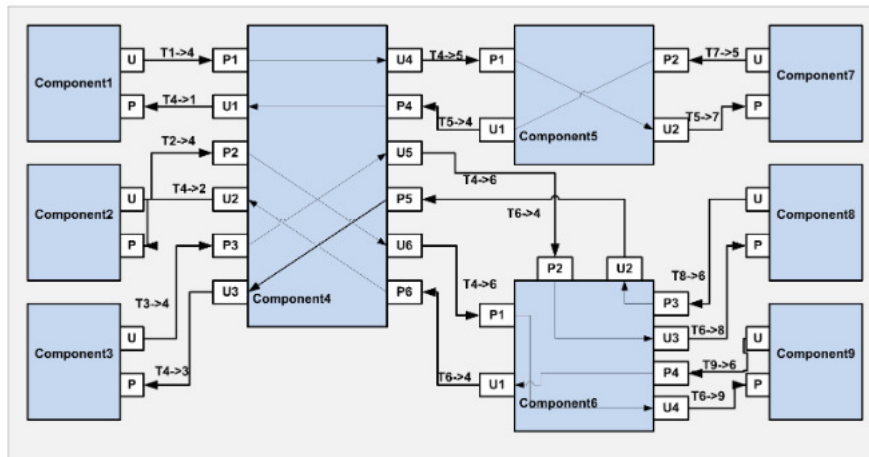 U T1->4 P1 U4 T4->5 P1 P2 T7->5 U
Component1 Component7
P T4->1 U1 P4 T5->4 U1 Component5 U2 T5->7 P
T2->4 P2 U5
T4->6
Component2 U T4->2 U2 P5 U Component8
T6->4
P P3 U6 P2 U2 T8->6 P
T4->6
T3->4 U3 Component4 P6 P1 P3
Component3 U U3 T6->8
U Component9
T9->6
T4->3 P4
P U1 P
T6->4 Component6 U4 T6->9